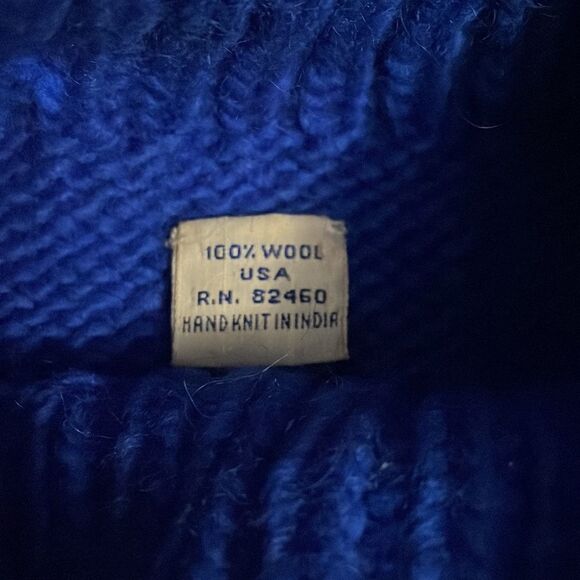 100% WOOL
USA
R.N. 82460
HAND KNIT IN INDIA